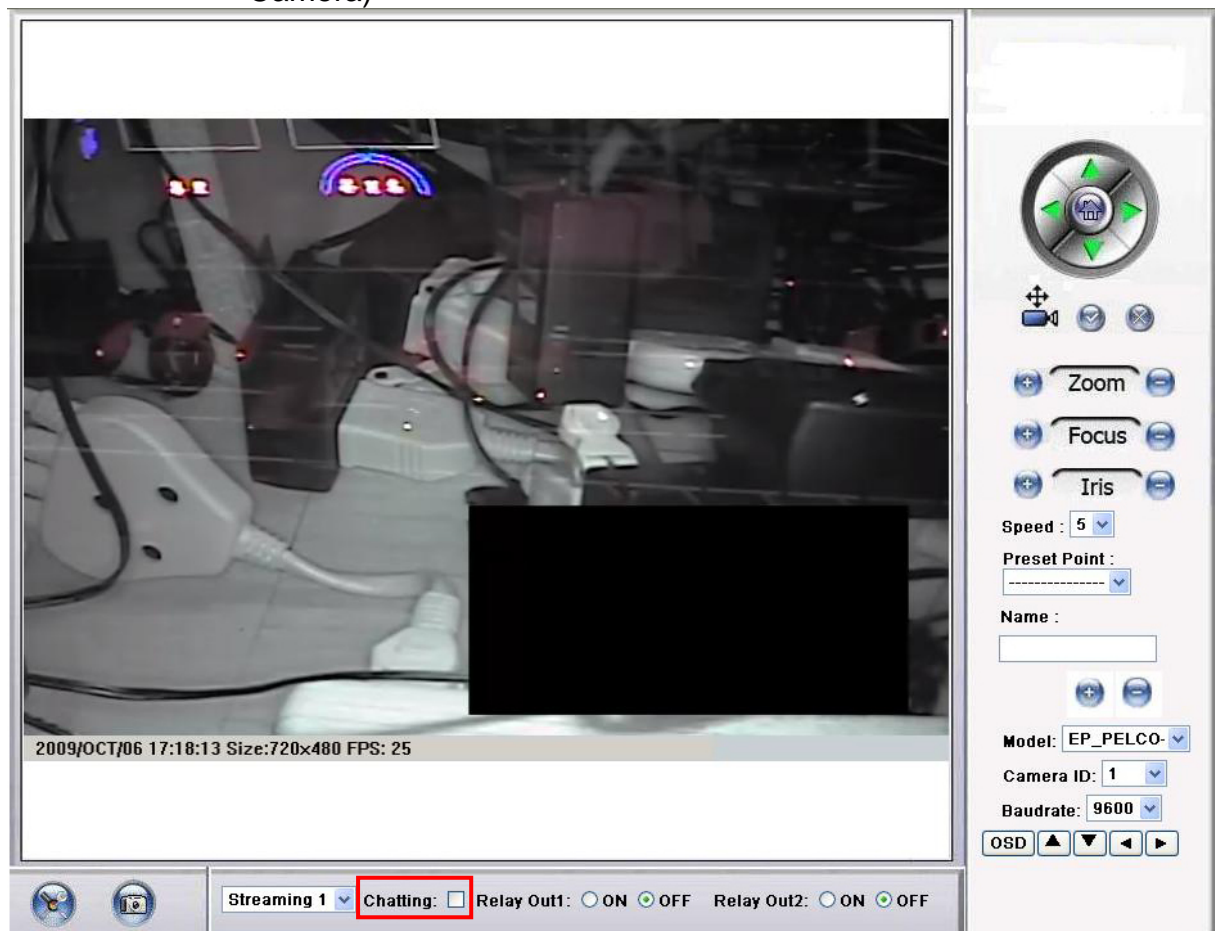 Camera)
Zoom
Focus
Iris
Speed : 5
Preset Point :
---------------
Name :
2009/OCT/06 17:18:13 Size:720x480 FPS: 25
Model: EP_PELCO-
Camera ID: 1
Baudrate: 9600
OSD
Streaming 1 Chatting: Relay Out1: ON OFF Relay Out2: ON OFF